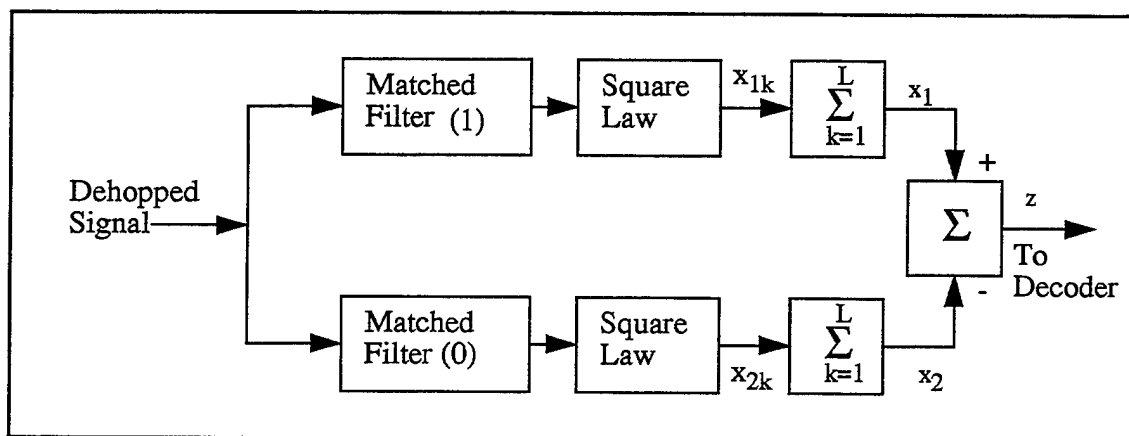 Dehopped
Signal
Matched
Filter (1)
Square
Law
x1k
L
Σ
k=1
x1
+
Matched
Filter (0)
Square
Law
x2k
L
Σ
k=1
x2
-
Σ
z
To
Decoder